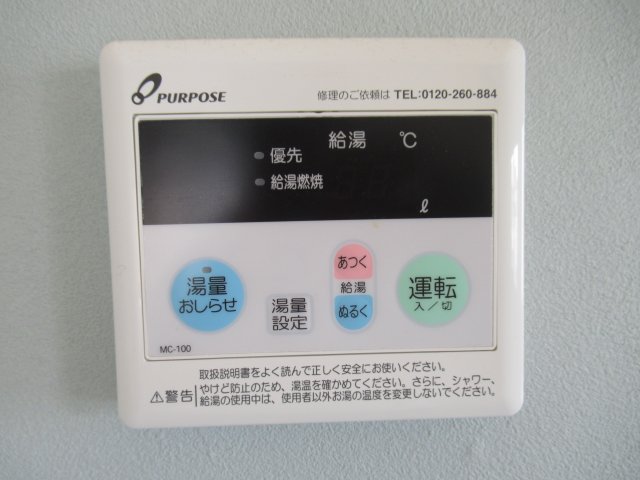 PURPOSE
修理のご依頼は TEL:0120-260-884
給湯 ℃
優先
給湯燃焼
ℓ
湯量
おしらせ
湯量
設定
あつく
給湯
ぬるく
運転
入／切
MC-100
取扱説明書をよく読んで正しく安全にお使いください。
⚠警告 やけど防止のため、湯温を確かめてください。さらに、シャワー、
給湯の使用中は、使用者以外お湯の温度を変更しないでください。